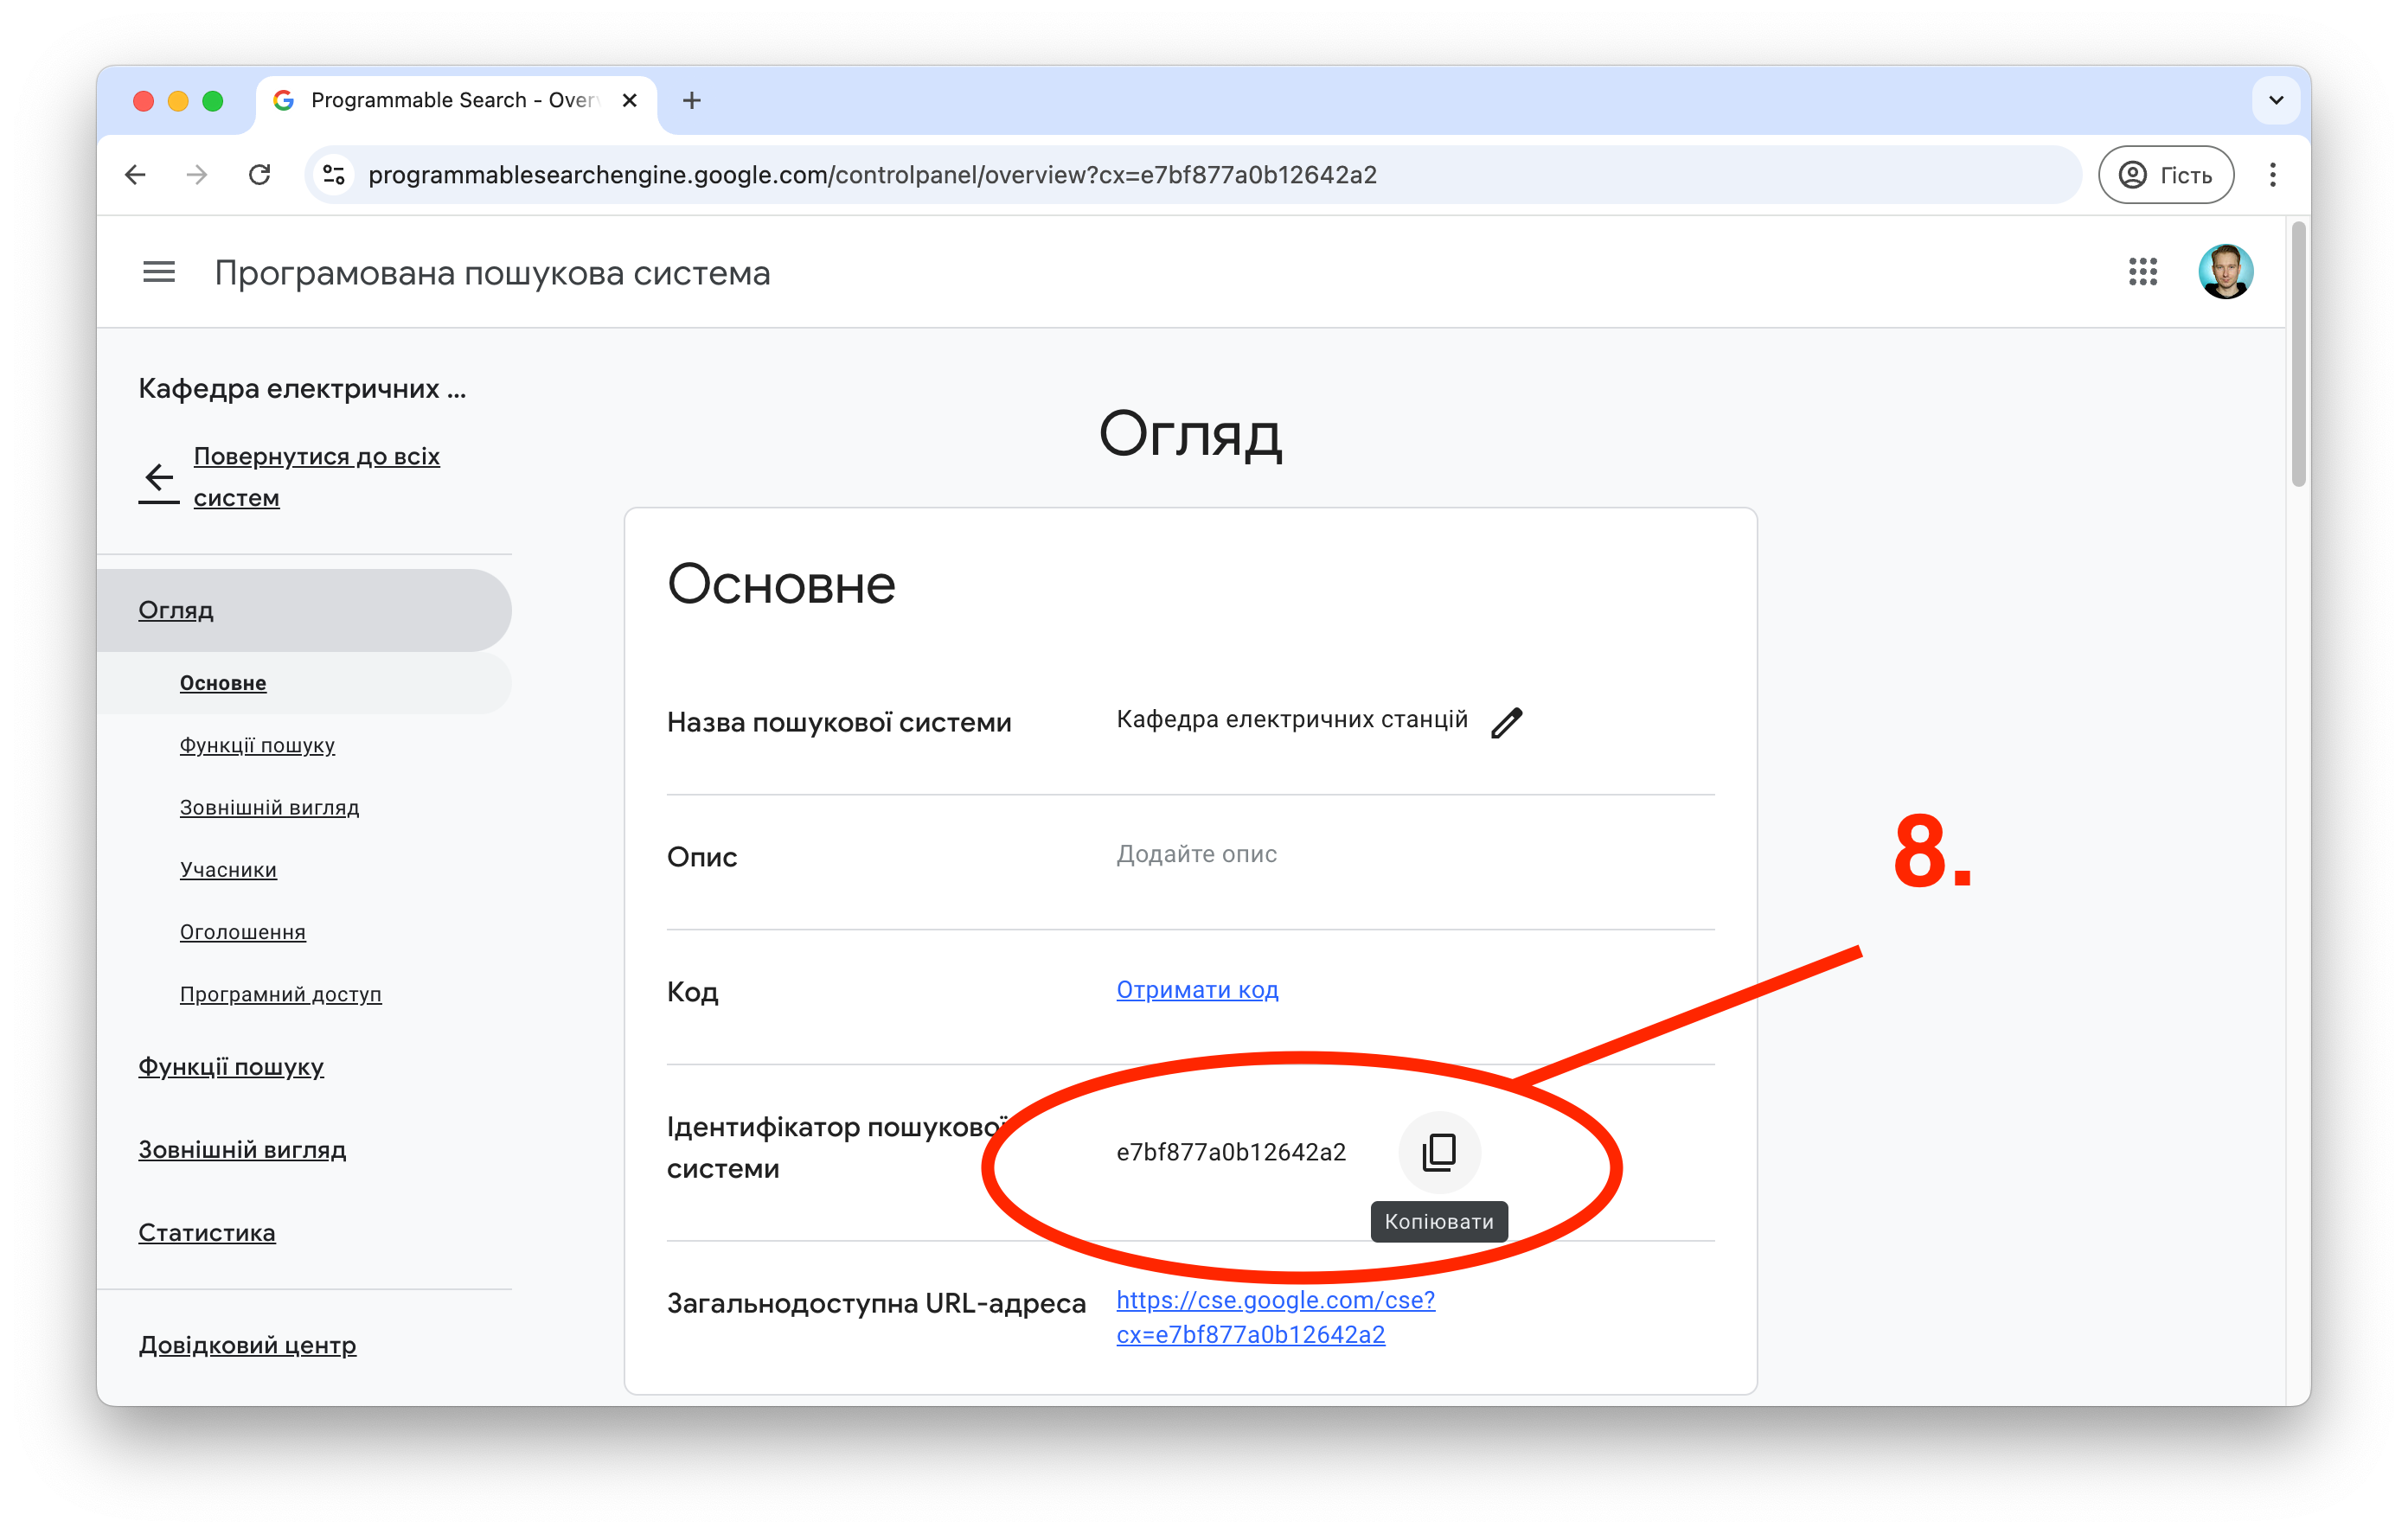 Programmable Search - Over
programmablesearchengine.google.com/controlpanel/overview?cx=e7bf877a0b12642a2
Гість
Програмована пошукова система
Кафедра електричних ...
Повернутися до всіх
систем
Огляд
Основне
Функції пошуку
Зовнішній вигляд
Учасники
Оголошення
Програмний доступ
Функції пошуку
Зовнішній вигляд
Статистика
Довідковий центр
Огляд
Основне
Назва пошукової системи
Кафедра електричних станцій
Опис
Додайте опис
Код
Отримати код
Ідентифікатор пошукової
системи
e7bf877a0b12642a2
Копіювати
Загальнодоступна URL-адреса
https://cse.google.com/cse?
cx=e7bf877a0b12642a2
8.